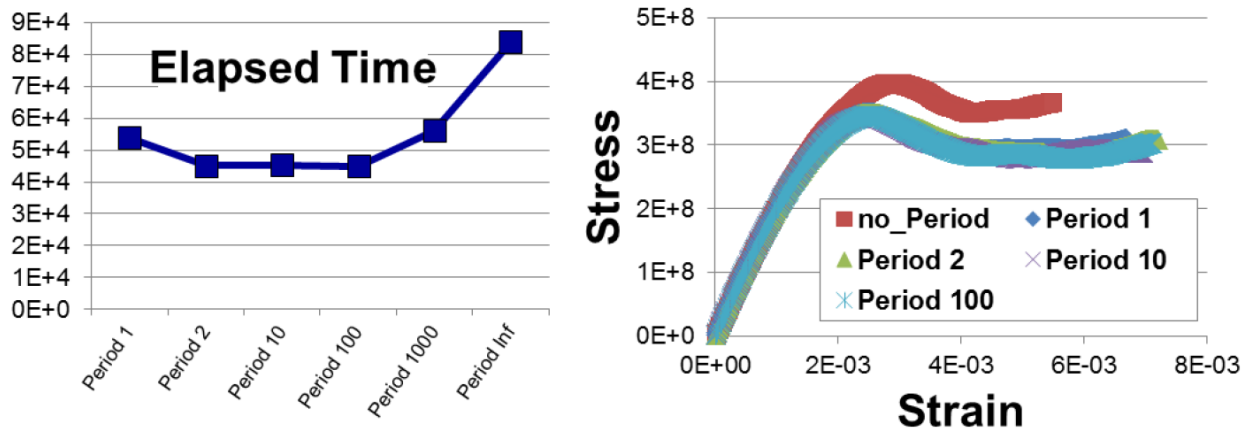 9E+4
8E+4
7E+4
6E+4
5E+4
4E+4
3E+4
2E+4
1E+4
0E+0
Elapsed Time
Period 1
Period 2
Period 10
Period 100
Period 1000
Period Inf
Stress
5E+8
4E+8
3E+8
2E+8
1E+8
0E+0
no_Period
Period 1
Period 2
Period 10
Period 100
0E+00
2E-03
4E-03
6E-03
8E-03
Strain